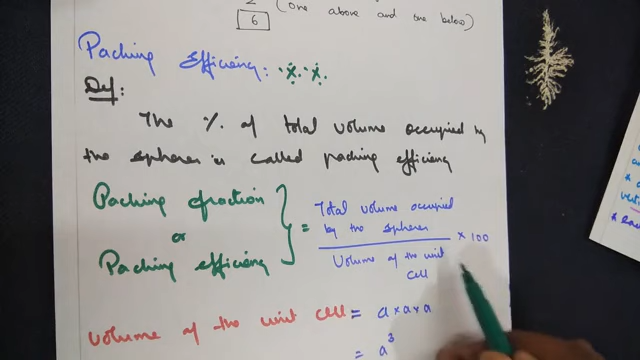 (one above and one below)
6
Packing Efficiency:
Def:
The % of total volume occupied by
the spheres is called packing efficiency
Packing fraction
or
Packing efficiency
= Total volume occupied
by the spheres
Volume of the unit
cell
× 100
Volume of the unit cell = a × a × a
= a³